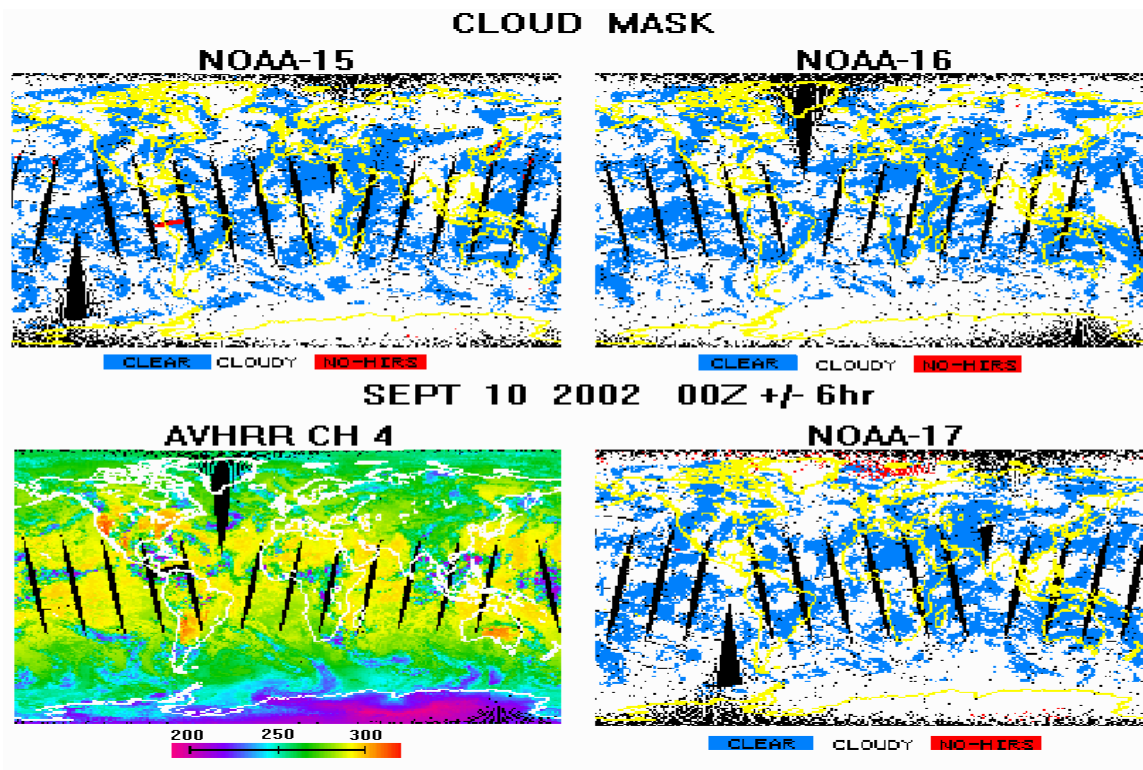 CLOUD MASK
NOAA-15 NOAA-16
CLEAR CLOUDY NO-HIRS CLEAR CLOUDY NO-HIRS
SEPT 10 2002 00Z +/- 6hr
AVHRR CH 4 NOAA-17
200 250 300
CLEAR CLOUDY NO-HIRS